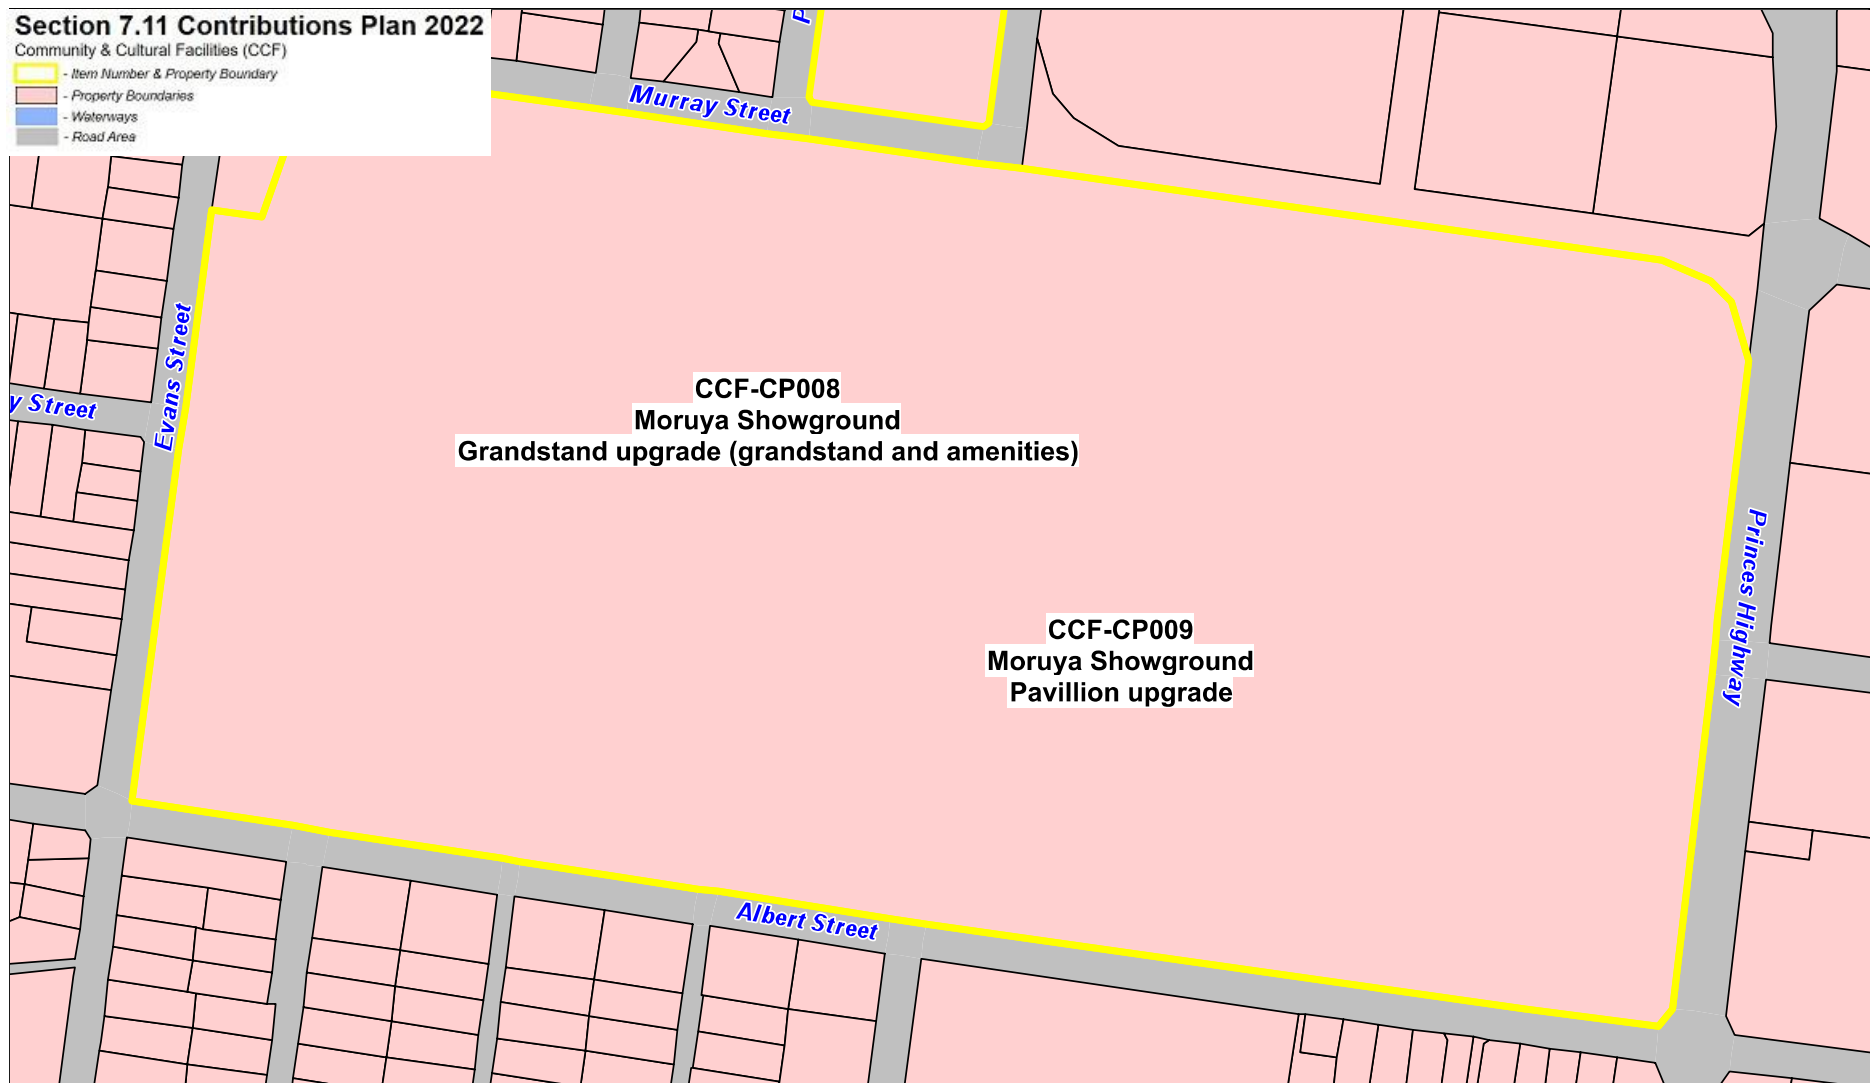 Section 7.11 Contributions Plan 2022
Community & Cultural Facilities (CCF)
- Item Number & Property Boundary
- Property Boundaries
- Waterways
- Road Area
P
Murray Street
Evans Street
y Street
CCF-CP008
Moruya Showground
Grandstand upgrade (grandstand and amenities)
Princes Highway
CCF-CP009
Moruya Showground
Pavillion upgrade
Albert Street